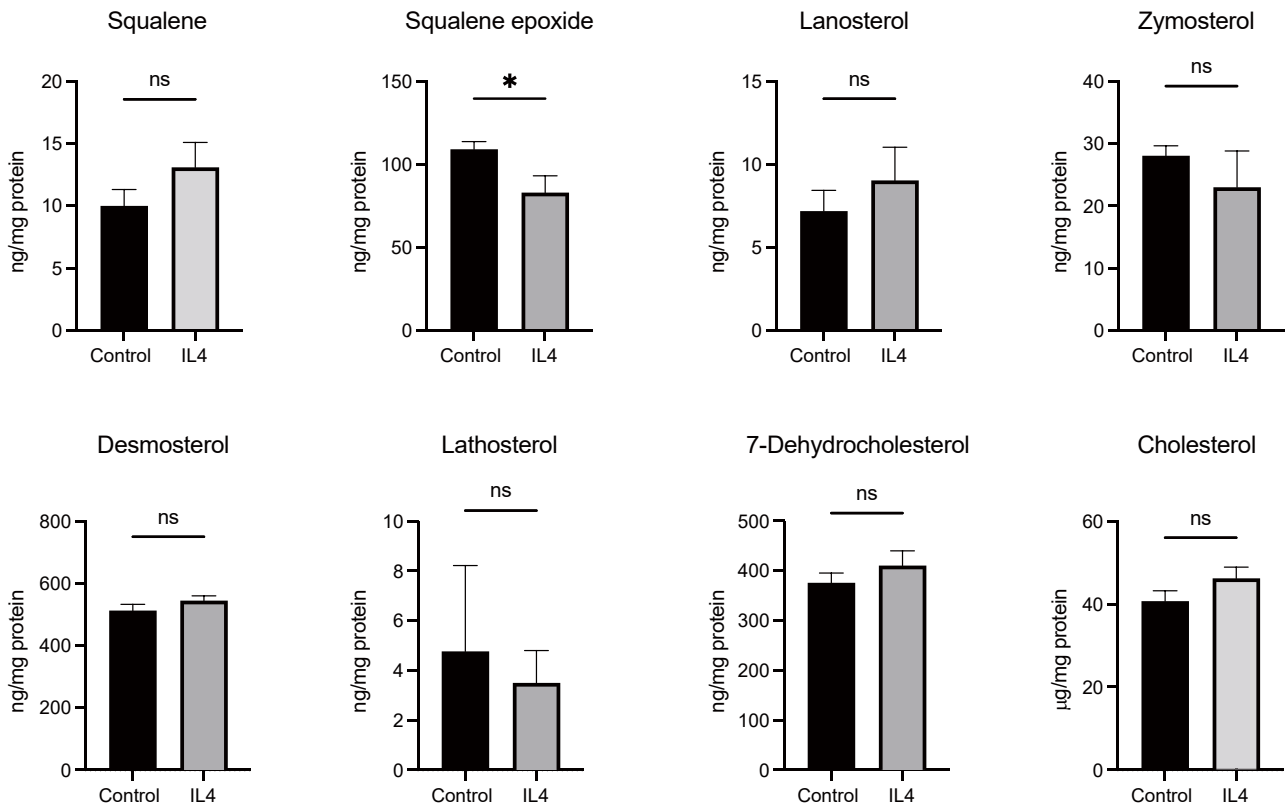 Squalene
ns
ng/mg protein
20
15
10
5
0
Control IL4
Squalene epoxide
*
ng/mg protein
150
100
50
0
Control IL4
Lanosterol
ns
ng/mg protein
15
10
5
0
Control IL4
Zymosterol
ns
ng/mg protein
40
30
20
10
0
Control IL4
Desmosterol
ns
ng/mg protein
800
600
400
200
0
Control IL4
Lathosterol
ns
ng/mg protein
10
8
6
4
2
0
Control IL4
7-Dehydrocholesterol
ns
ng/mg protein
500
400
300
200
100
0
Control IL4
Cholesterol
ns
μg/mg protein
60
40
20
0
Control IL4